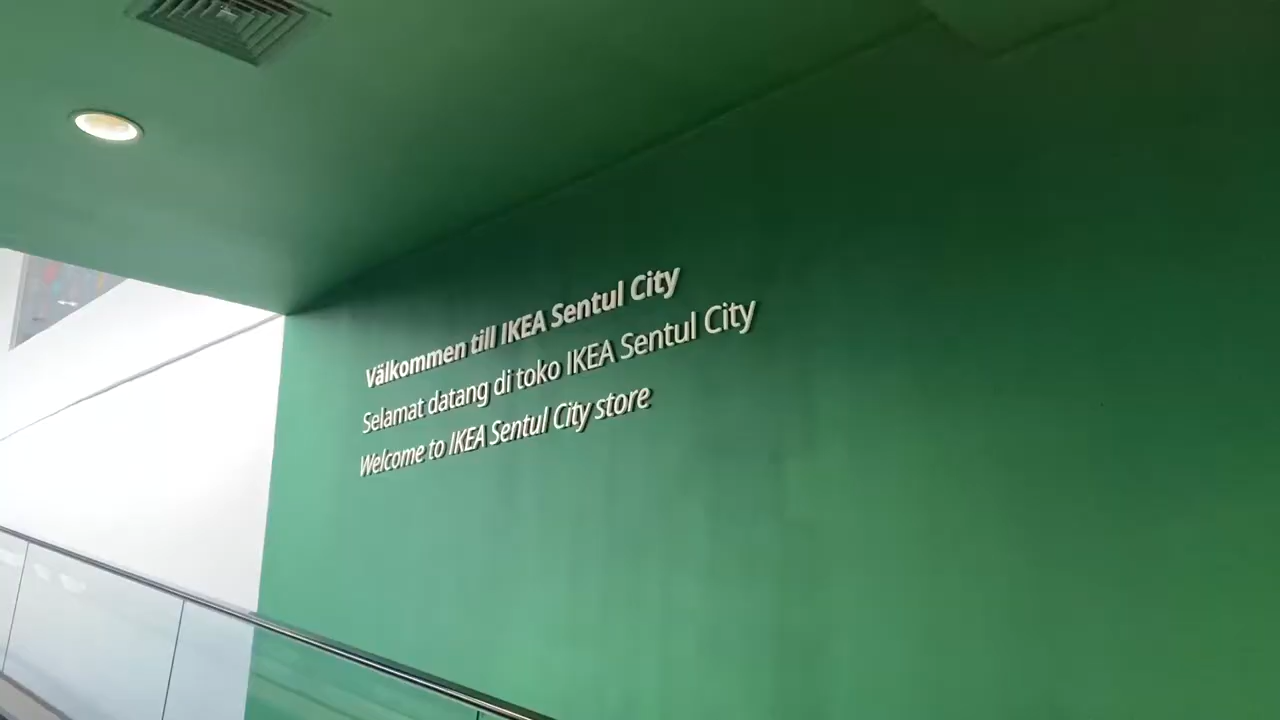 Välkommen till IKEA Sentul City
Selamat datang di toko IKEA Sentul City
Welcome to IKEA Sentul City store